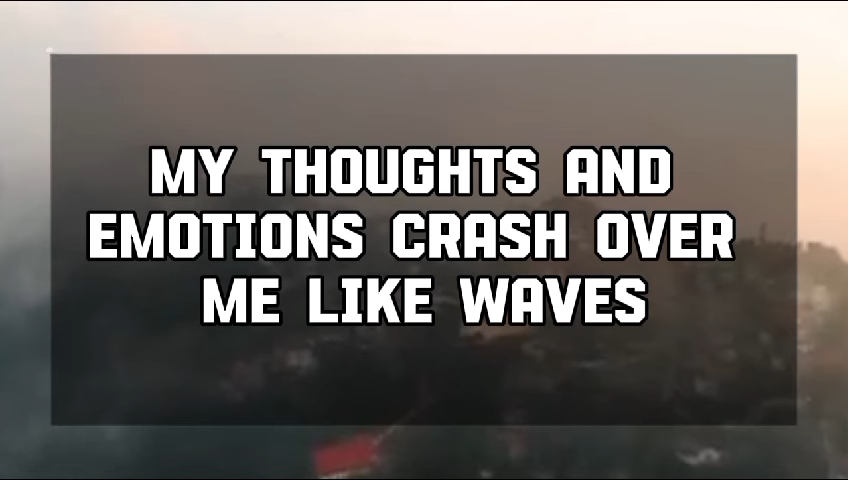 MY THOUGHTS AND
EMOTIONS CRASH OVER
ME LIKE WAVES